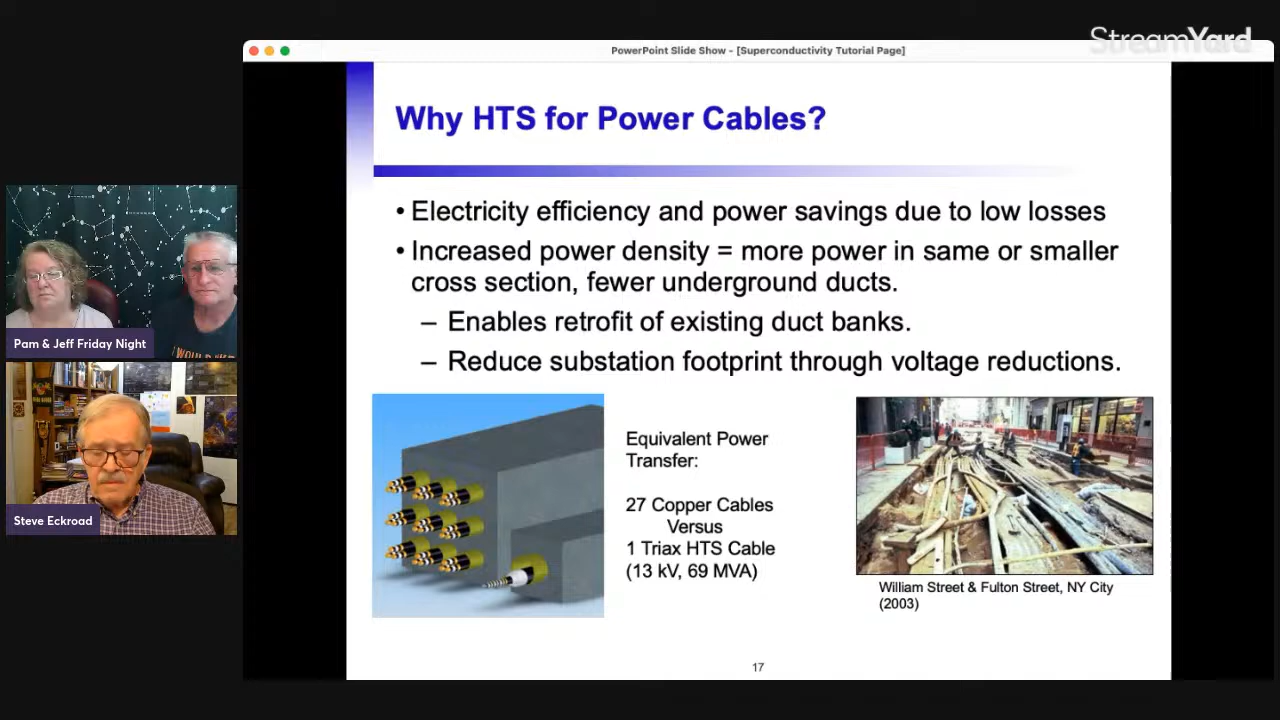 StreamYard
PowerPoint Slide Show - [Superconductivity Tutorial Page]
Why HTS for Power Cables?
• Electricity efficiency and power savings due to low losses
• Increased power density = more power in same or smaller
cross section, fewer underground ducts.
– Enables retrofit of existing duct banks.
– Reduce substation footprint through voltage reductions.
Equivalent Power
Transfer:
27 Copper Cables
Versus
1 Triax HTS Cable
(13 kV, 69 MVA)
William Street & Fulton Street, NY City
(2003)
17
Pam & Jeff Friday Night
Steve Eckroad